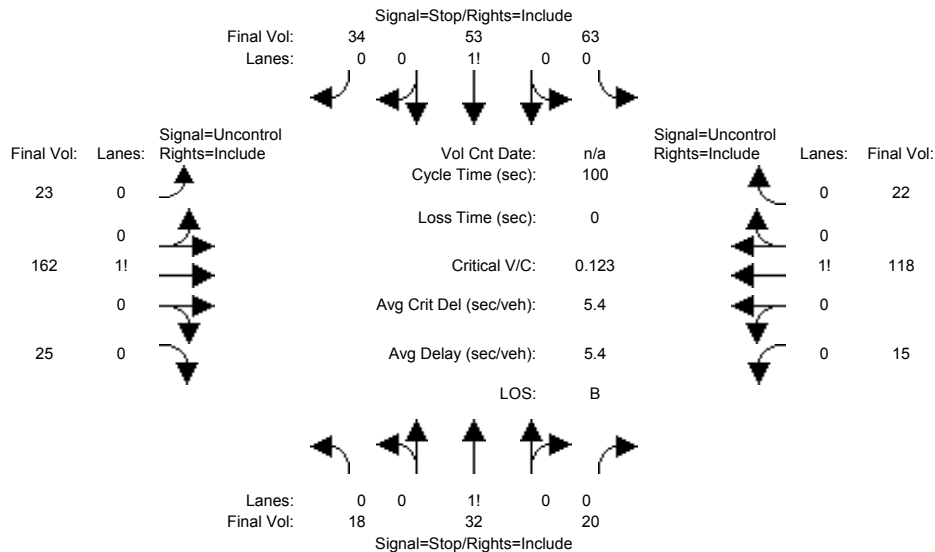 Signal=Stop/Rights=Include
Final Vol: 34 53 63
Lanes: 0 0 1! 0 0
Signal=Uncontrol
Final Vol: Lanes: Rights=Include
Vol Cnt Date: n/a
Signal=Uncontrol
Rights=Include Lanes: Final Vol:
Cycle Time (sec): 100
23 0
0 22
Loss Time (sec): 0
0
0
162 1!
Critical V/C: 0.123
1! 118
0
Avg Crit Del (sec/veh): 5.4
0
25 0
Avg Delay (sec/veh): 5.4
0 15
LOS: B
Lanes: 0 0 1! 0 0
Final Vol: 18 32 20
Signal=Stop/Rights=Include